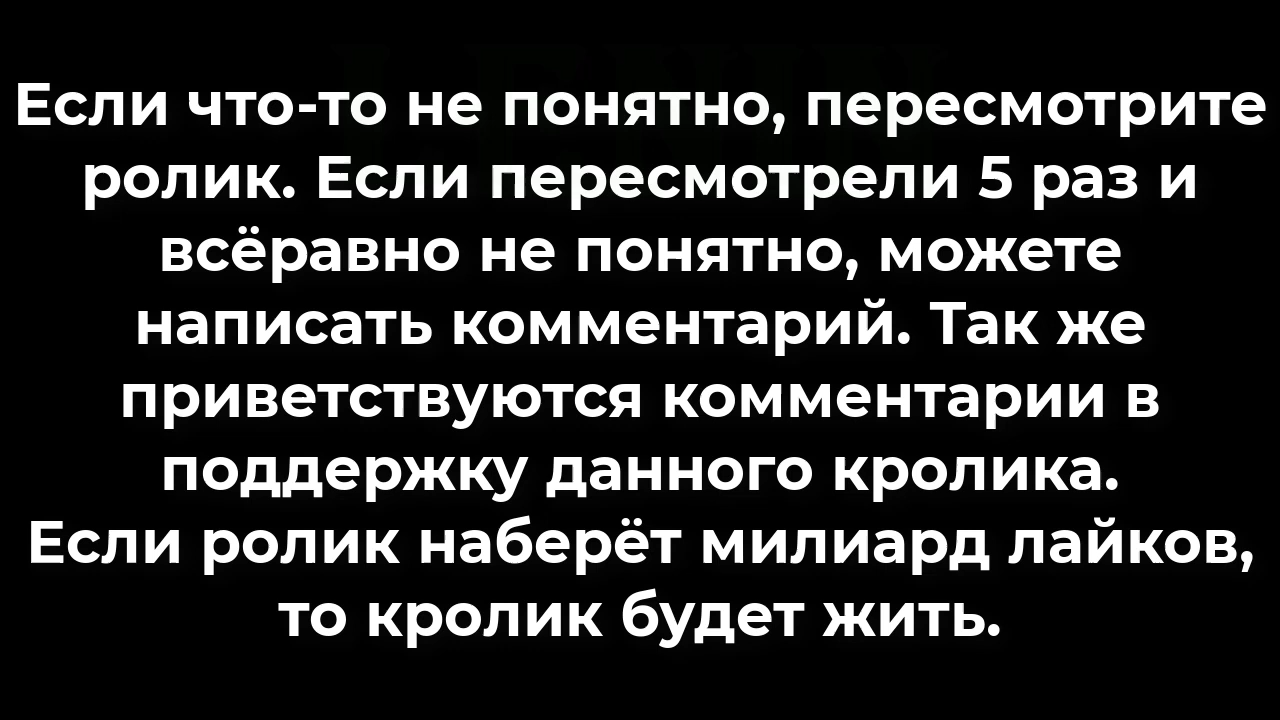 Если что-то не понятно, пересмотрите
ролик. Если пересмотрели 5 раз и
всёравно не понятно, можете
написать комментарий. Так же
приветствуются комментарии в
поддержку данного кролика.
Если ролик наберёт милиард лайков,
то кролик будет жить.